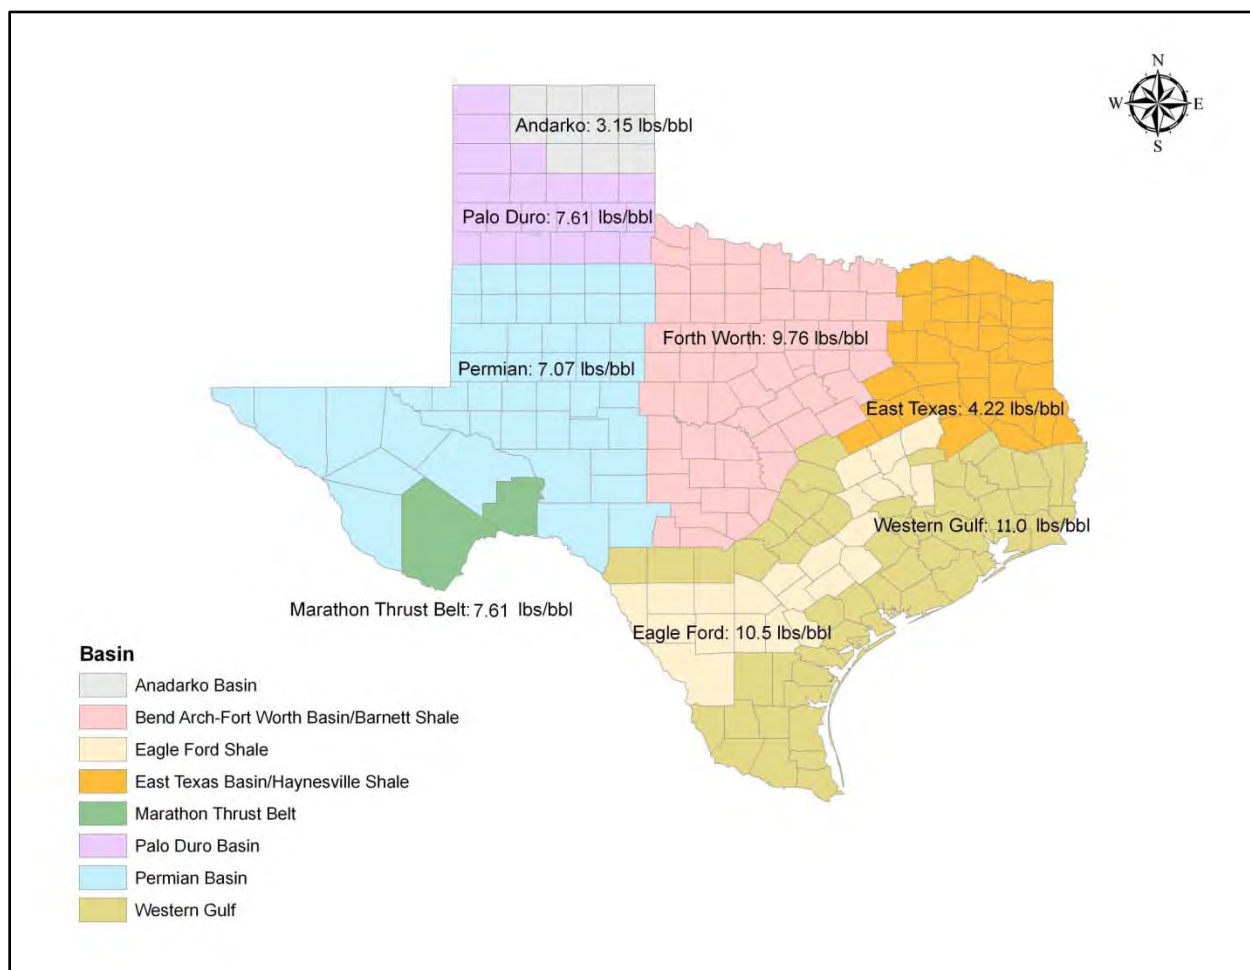 N
W E
S
Andarko: 3.15 lbs/bbl
Palo Duro: 7.61 lbs/bbl
Forth Worth: 9.76 lbs/bbl
Permian: 7.07 lbs/bbl
East Texas: 4.22 lbs/bbl
Western Gulf: 11.0 lbs/bbl
Marathon Thrust Belt: 7.61 lbs/bbl
Eagle Ford: 10.5 lbs/bbl
Basin
Anadarko Basin
Bend Arch-Fort Worth Basin/Barnett Shale
Eagle Ford Shale
East Texas Basin/Haynesville Shale
Marathon Thrust Belt
Palo Duro Basin
Permian Basin
Western Gulf